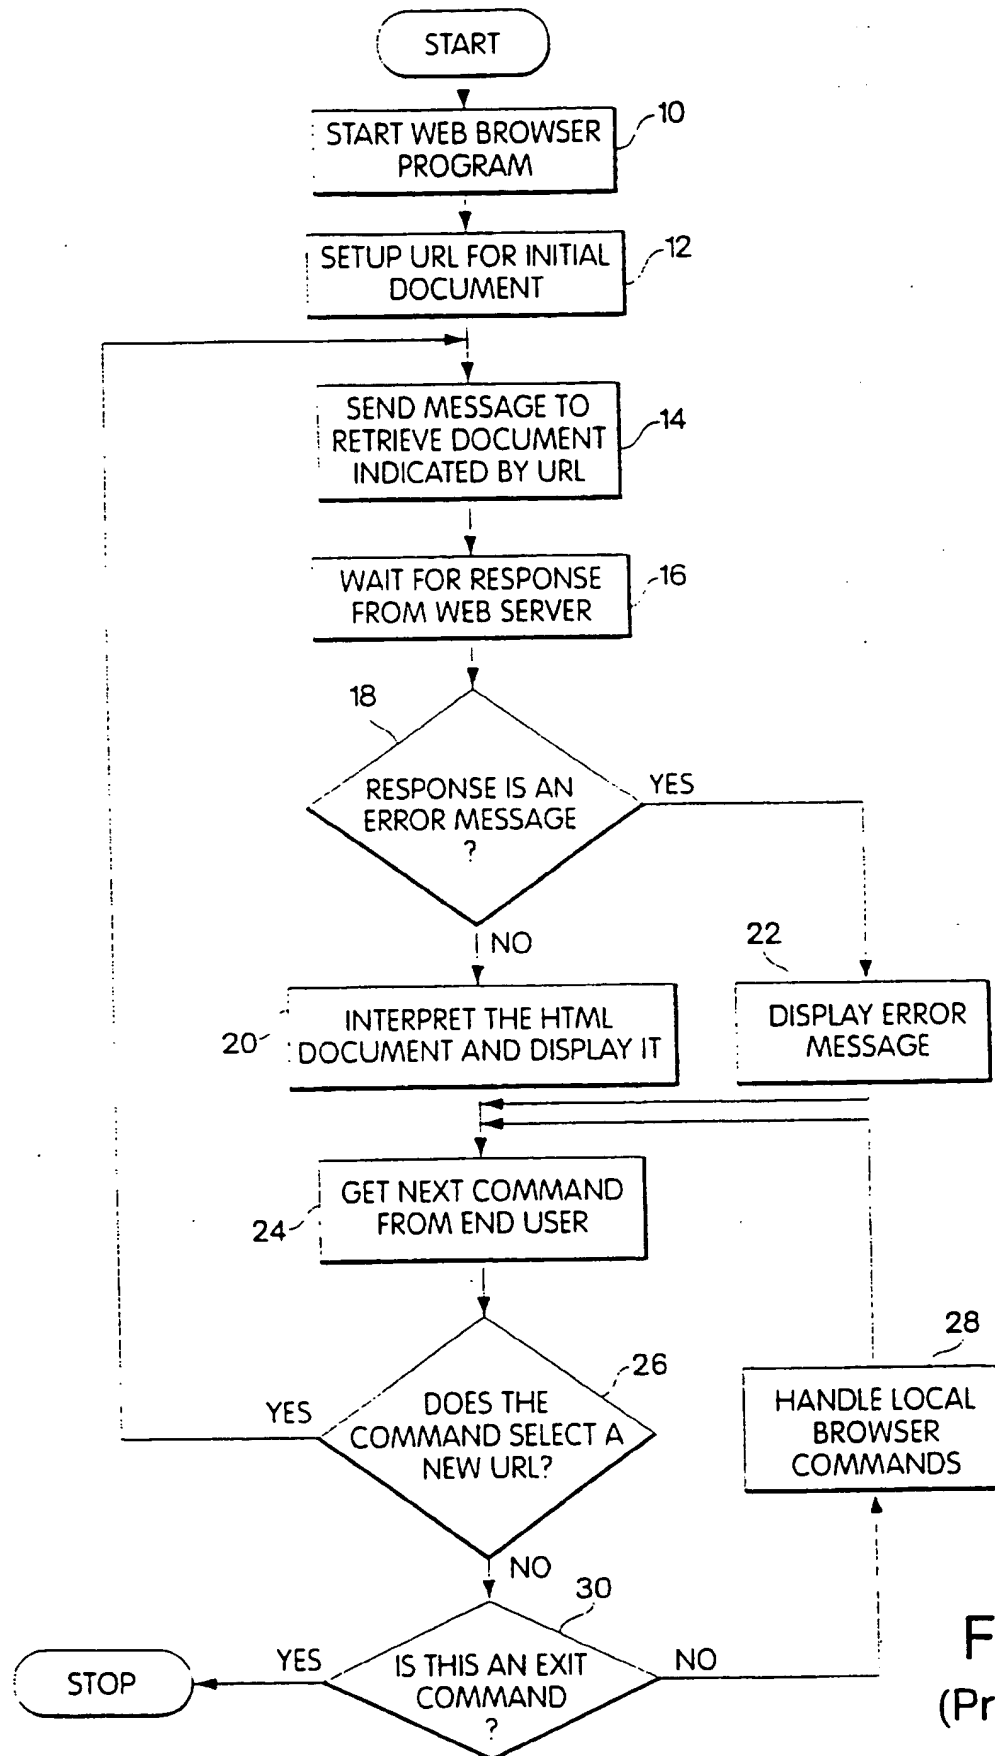 START
START WEB BROWSER
PROGRAM
10
SETUP URL FOR INITIAL
DOCUMENT
12
SEND MESSAGE TO
RETRIEVE DOCUMENT
INDICATED BY URL
14
WAIT FOR RESPONSE
FROM WEB SERVER
16
18
RESPONSE IS AN
ERROR MESSAGE
?
YES
NO
22
DISPLAY ERROR
MESSAGE
20
INTERPRET THE HTML
DOCUMENT AND DISPLAY IT
24
GET NEXT COMMAND
FROM END USER
26
DOES THE
COMMAND SELECT A
NEW URL?
YES
NO
28
HANDLE LOCAL
BROWSER
COMMANDS
30
IS THIS AN EXIT
COMMAND
?
YES
NO
STOP
F
(Pr